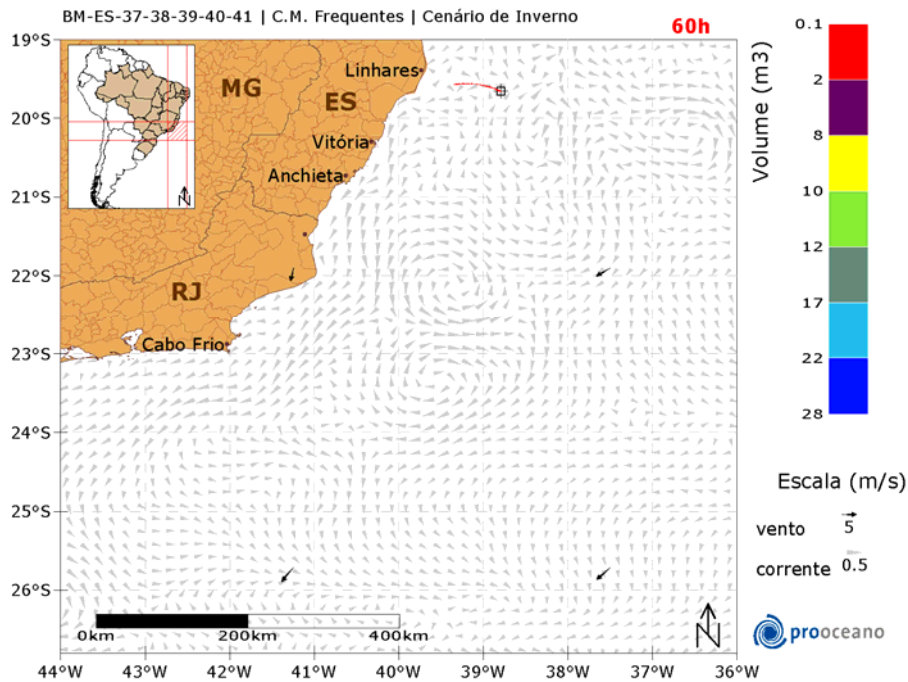 BM-ES-37-38-39-40-41 | C.M. Frequentes | Cenário de Inverno
60h
19°S
20°S
21°S
22°S
23°S
24°S
25°S
26°S
MG
ES
RJ
Linhares
Vitória
Anchieta
Cabo Frio
N
0km 200km 400km
N
44°W 43°W 42°W 41°W 40°W 39°W 38°W 37°W 36°W
Volume (m3)
0.1
2
8
10
12
17
22
28
Escala (m/s)
vento 5
corrente 0.5
prooceano